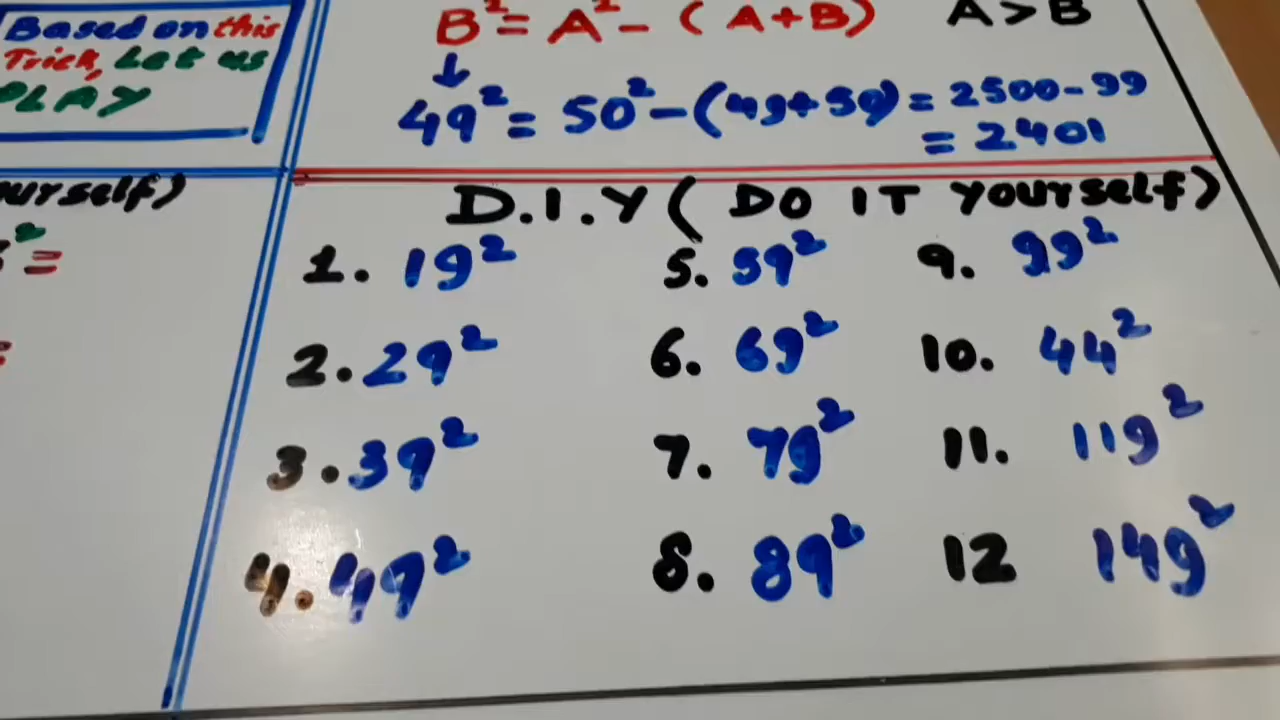 Based on this
Trick, Let us
PLAY
B² = A² - (A+B) A > B
49² = 50² - (49+50) = 2500 - 99
= 2401
ourself)
D.I.Y ( DO IT yourself)
² =
=
1. 19²
2. 29²
3. 39²
4. 49²
5. 59²
6. 69²
7. 79²
8. 89²
9. 99²
10. 44²
11. 119²
12 149²